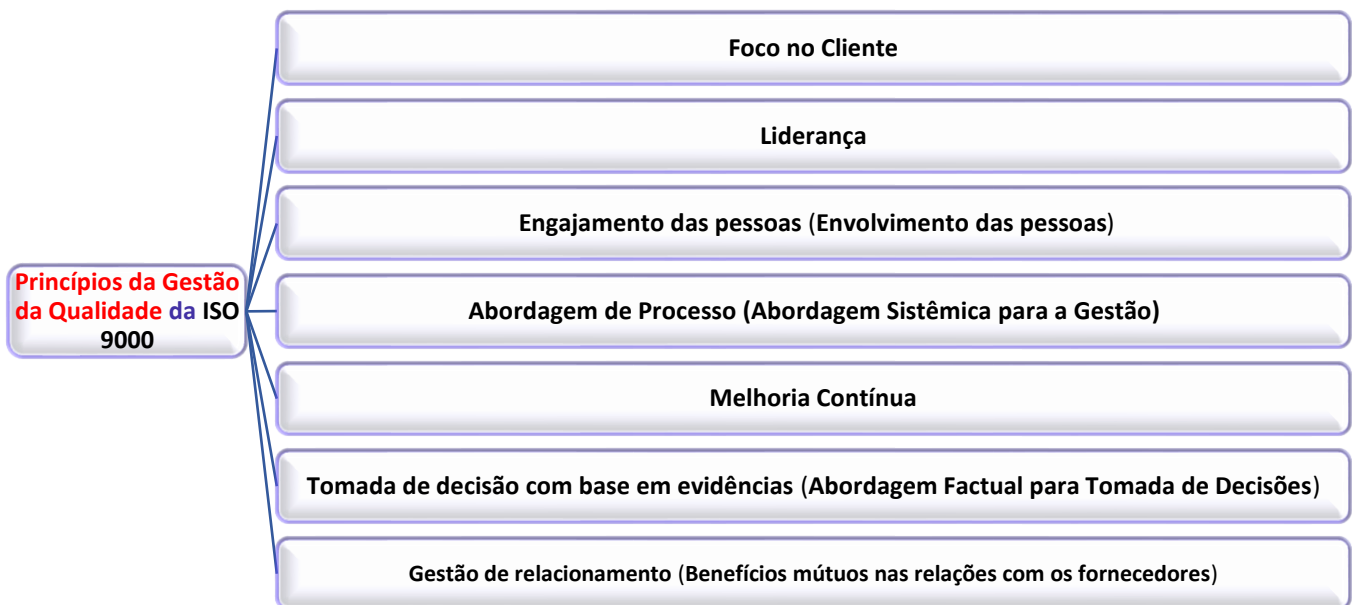 Foco no Cliente
Liderança
Engajamento das pessoas (Envolvimento das pessoas)
Princípios da Gestão
da Qualidade da ISO
9000
Abordagem de Processo (Abordagem Sistêmica para a Gestão)
Melhoria Contínua
Tomada de decisão com base em evidências (Abordagem Factual para Tomada de Decisões)
Gestão de relacionamento (Benefícios mútuos nas relações com os fornecedores)